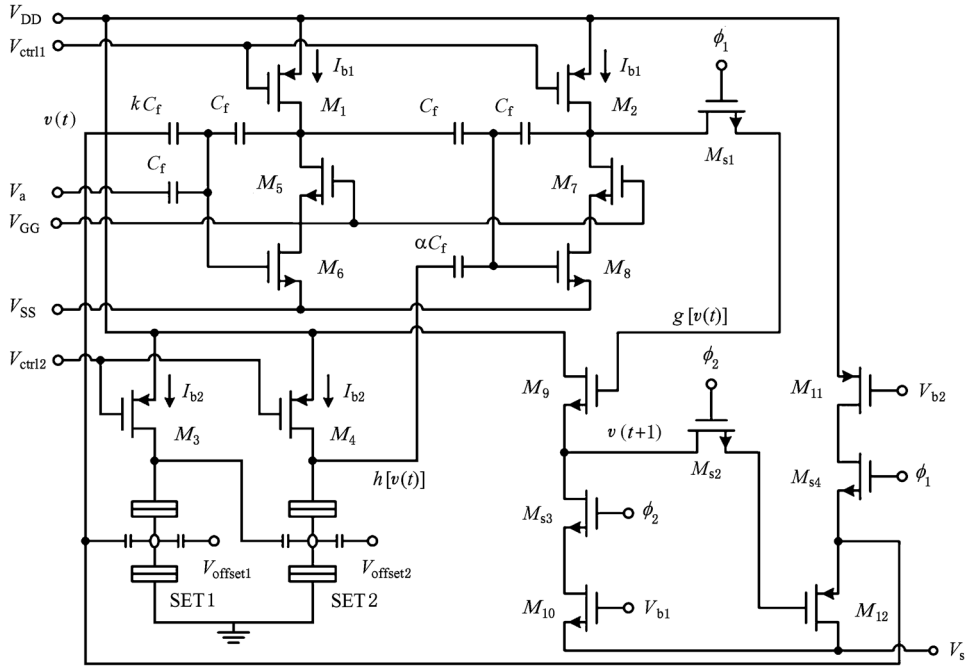 V_DD
V_ctrl1
I_b1
I_b1
ϕ_1
M_1
M_2
kC_f
C_f
C_f
C_f
v(t)
M_s1
C_f
M_5
M_7
V_a
V_GG
αC_f
M_6
M_8
V_SS
g[v(t)]
V_ctrl2
ϕ_2
I_b2
I_b2
M_9
M_11
V_b2
M_3
M_4
v(t+1)
h[v(t)]
M_s2
M_s4
ϕ_1
M_s3
ϕ_2
V_offset1
V_offset2
SET1
SET2
M_10
V_b1
M_12
V_s